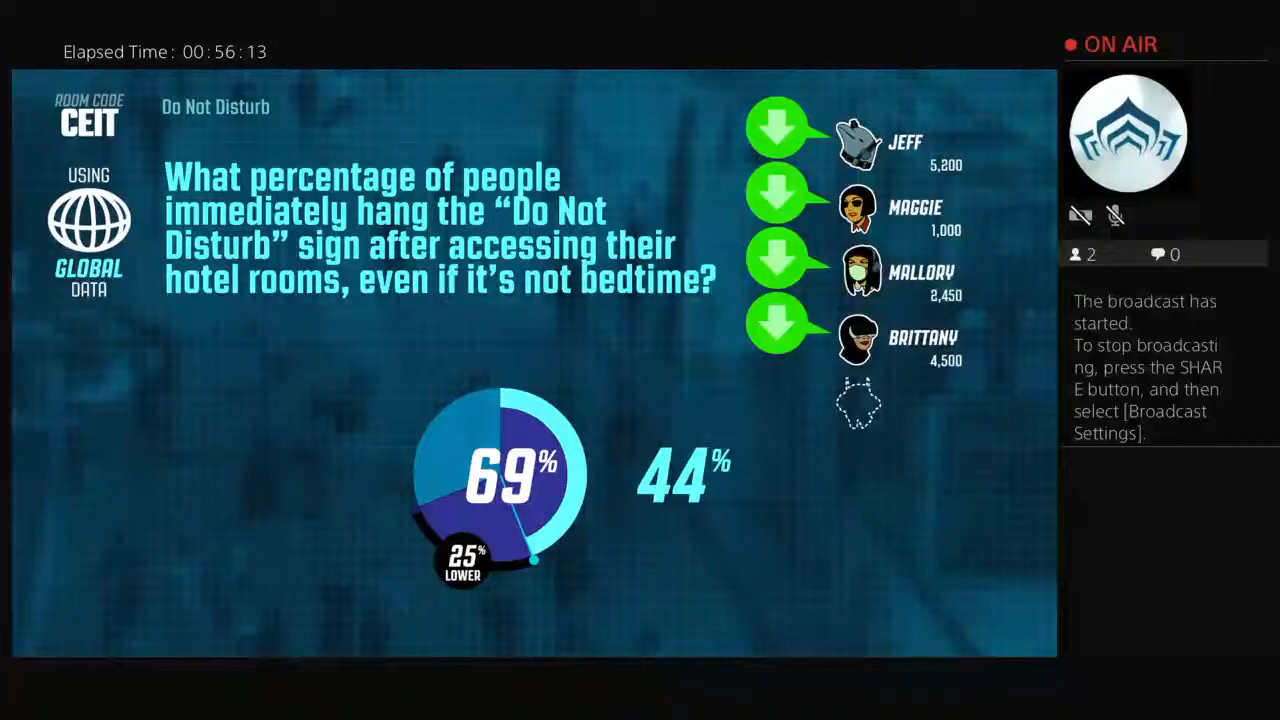 Elapsed Time: 00:56:13
ON AIR
ROOM CODE
CEIT
Do Not Disturb
USING
GLOBAL
DATA
What percentage of people
immediately hang the “Do Not
Disturb” sign after accessing their
hotel rooms, even if it’s not bedtime?
JEFF
5,200
MAGGIE
1,000
MALLORY
2,450
BRITTANY
4,500
69%
44%
25%
LOWER
2
0
The broadcast has
started.
To stop broadcasti
ng, press the SHAR
E button, and then
select [Broadcast
Settings].